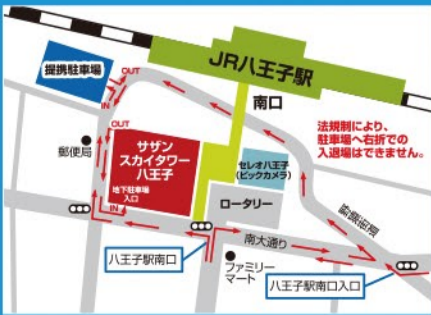 JR八王子駅
提携駐車場
OUT
IN
南口
法規制により、
駐車場へ右折での
入退場はできません。
OUT
郵便局
サザン
スカイタワー
八王子
地下駐車場
入口
IN
セレオ八王子
(ビックカメラ)
ロータリー
野猿街道
南大通り
八王子駅南口
ファミリー
マート
八王子駅南口入口